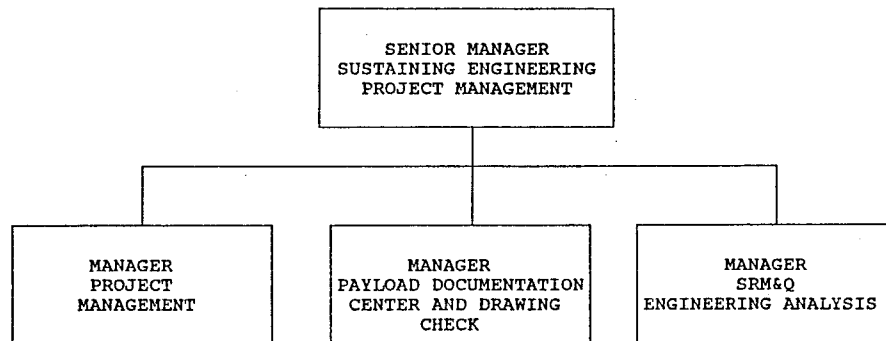 SENIOR MANAGER
SUSTAINING ENGINEERING
PROJECT MANAGEMENT
MANAGER
PROJECT
MANAGEMENT
MANAGER
PAYLOAD DOCUMENTATION
CENTER AND DRAWING
CHECK
MANAGER
SRM&Q
ENGINEERING ANALYSIS